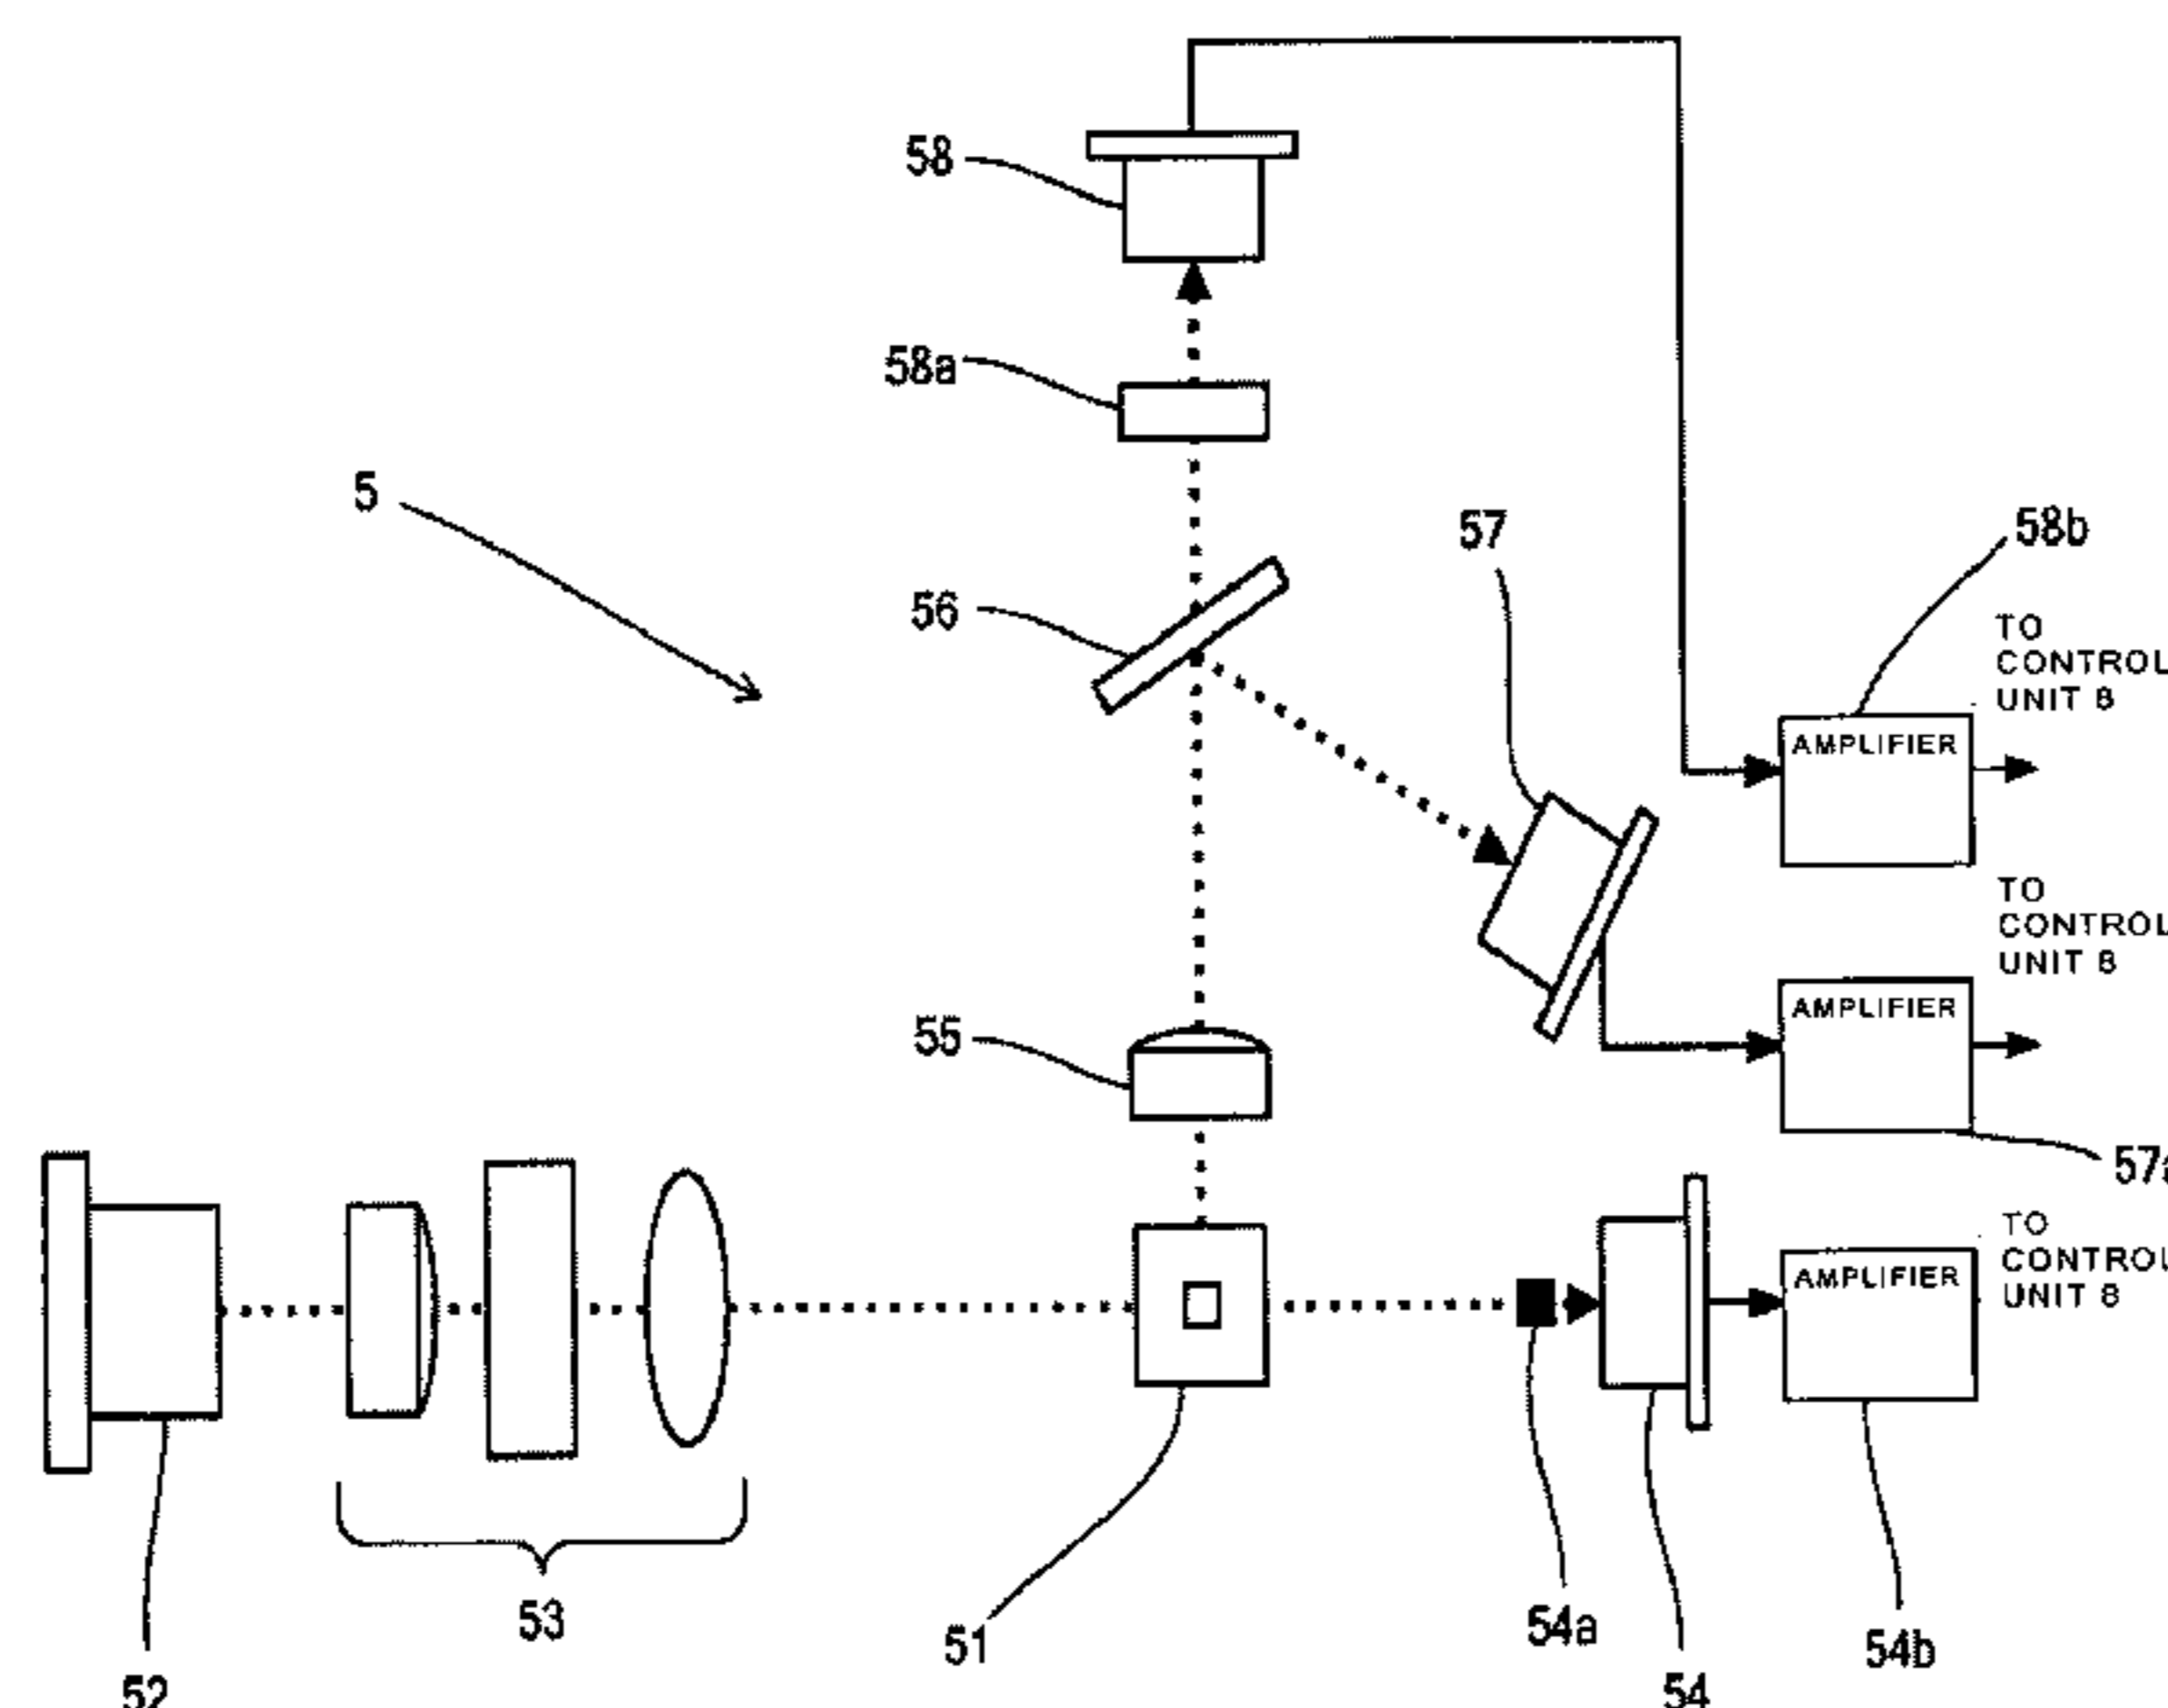 58
58a
5
57
58b
56
TO
CONTROL
UNIT 8
AMPLIFIER
TO
CONTROL
UNIT 8
AMPLIFIER
55
57a
TO
CONTROL
UNIT 8
AMPLIFIER
53
51
54a
54b
52
54